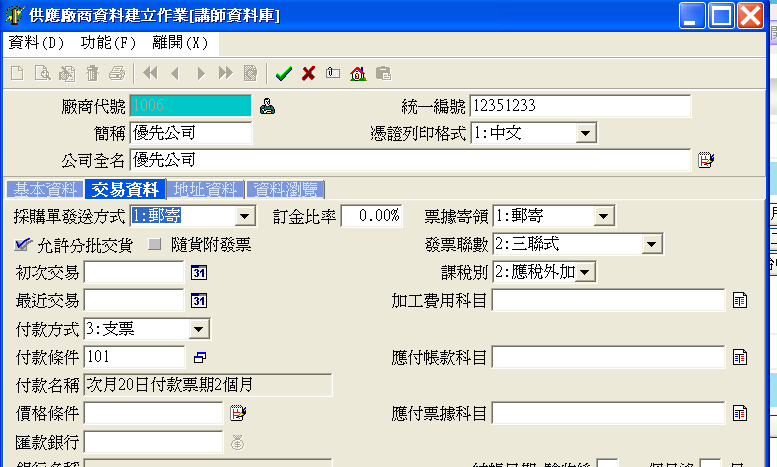 供應廠商資料建立作業[講師資料庫]
資料(D) 功能(F) 離開(X)
廠商代號 1006 統一編號 12351233
簡稱 優先公司 憑證列印格式 1:中文
公司全名 優先公司
基本資料 交易資料 地址資料 資料瀏覽
採購單發送方式 1:郵寄 訂金比率 0.00% 票據寄領 1:郵寄
允許分批交貨 隨貨附發票 發票聯數 2:三聯式
初次交易 31 課稅別 2:應稅外加
最近交易 31 加工費用科目
付款方式 3:支票
付款條件 101 應付帳款科目
付款名稱 次月20日付款票期2個月
價格條件 應付票據科目
匯款銀行